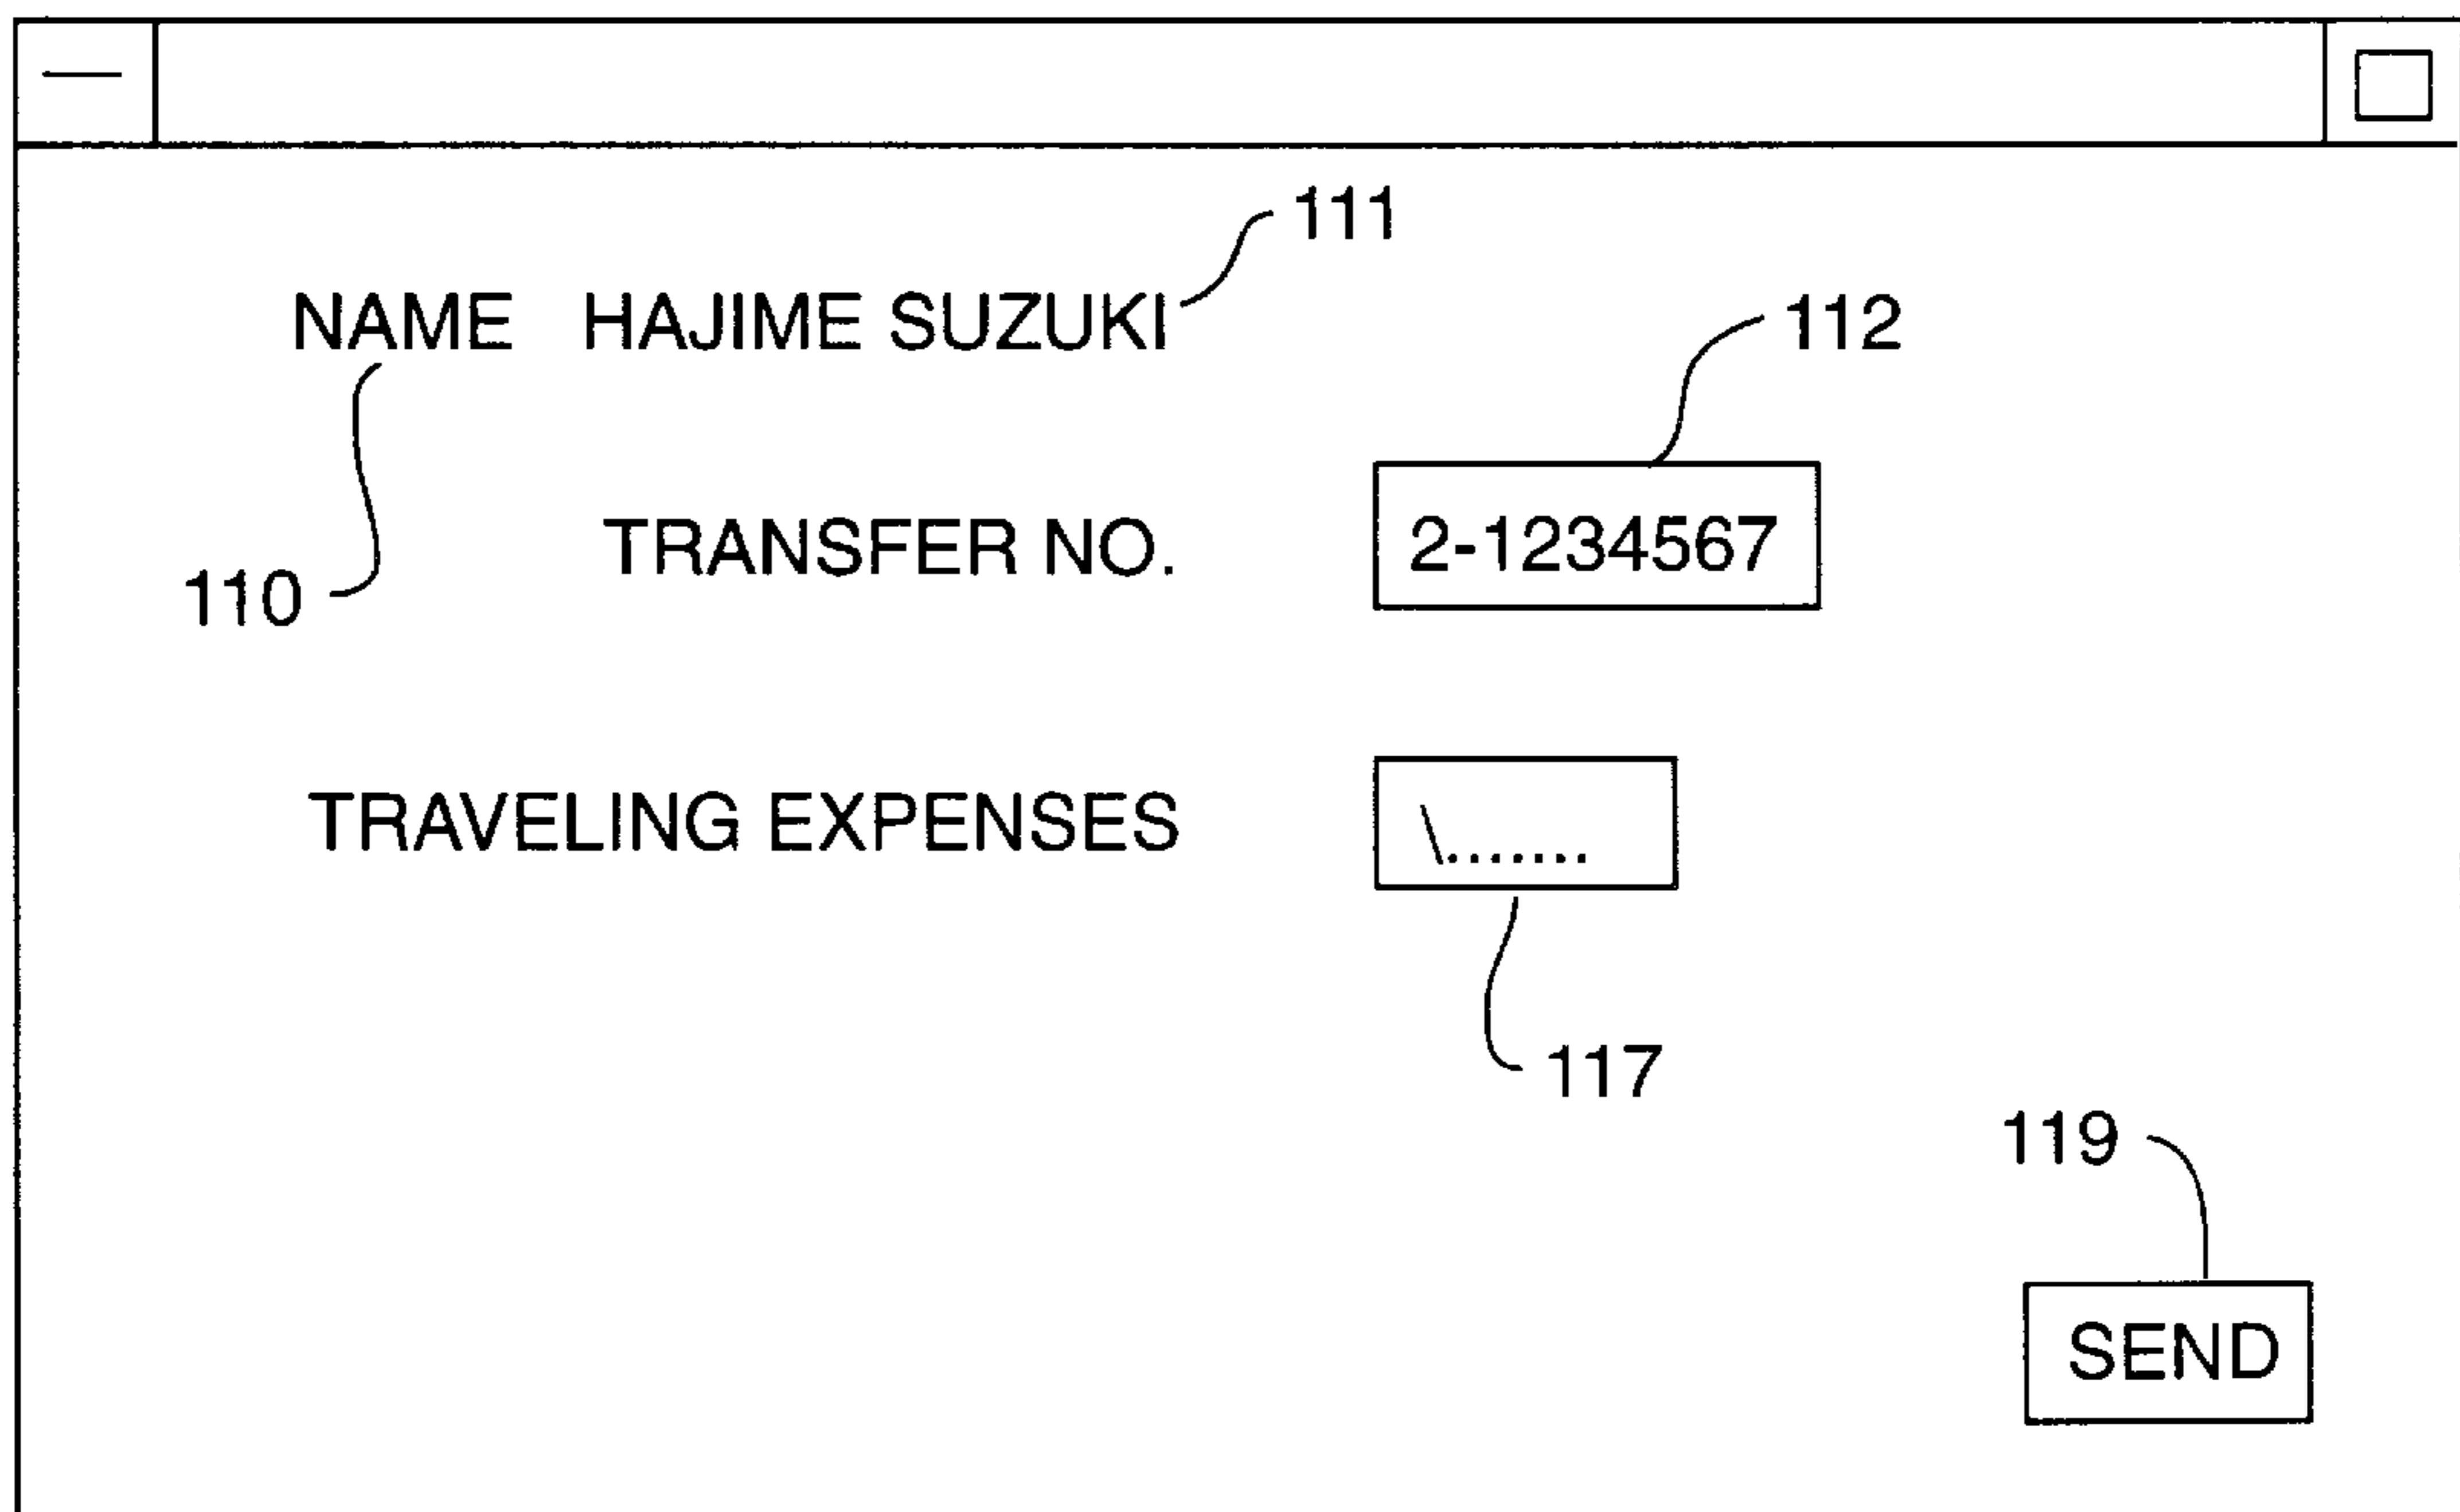 111
NAME HAJIME SUZUKI
112
TRANSFER NO. 2-1234567
110
TRAVELING EXPENSES \.......
117
119
SEND